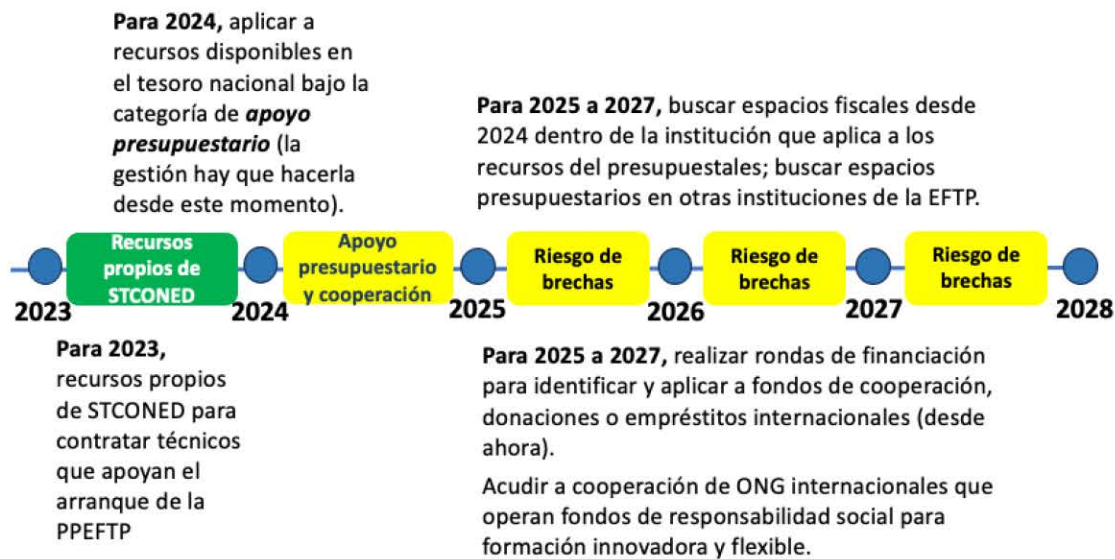 Para 2024, aplicar a
recursos disponibles en
el tesoro nacional bajo la
categoría de apoyo
presupuestario (la
gestión hay que hacerla
desde este momento).
Para 2025 a 2027, buscar espacios fiscales desde
2024 dentro de la institución que aplica a los
recursos del presupuestales; buscar espacios
presupuestarios en otras instituciones de la EFTP.
Recursos
propios de
STCONED
Apoyo
presupuestario
y cooperación
Riesgo de
brechas
Riesgo de
brechas
Riesgo de
brechas
2023
2024
2025
2026
2027
2028
Para 2023,
recursos propios
de STCONED para
contratar técnicos
que apoyan el
arranque de la
PPEFTP
Para 2025 a 2027, realizar rondas de financiación
para identificar y aplicar a fondos de cooperación,
donaciones o empréstitos internacionales (desde
ahora).
Acudir a cooperación de ONG internacionales que
operan fondos de responsabilidad social para
formación innovadora y flexible.